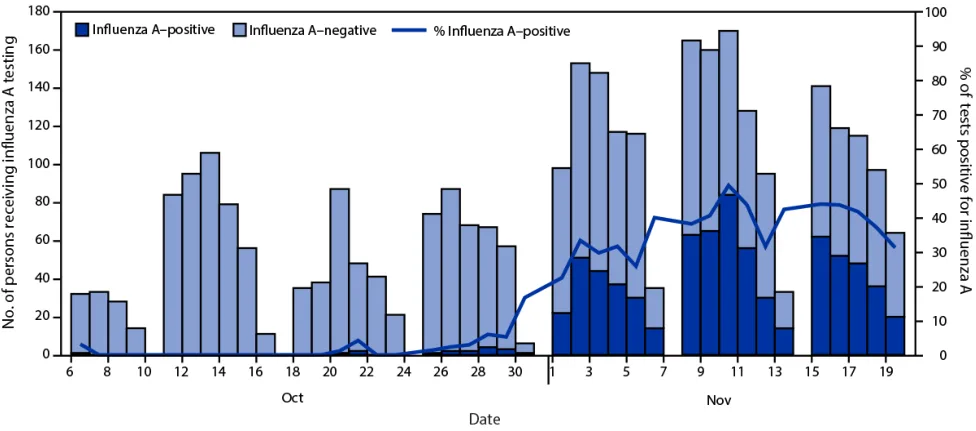 Influenza A–positive
Influenza A–negative
% Influenza A–positive
No. of persons receiving influenza A testing
180
160
140
120
100
80
60
40
20
0
100
90
80
70
60
50
40
30
20
10
0
% of tests positive for influenza A
6 8 10 12 14 16 18 20 22 24 26 28 30 1 3 5 7 9 11 13 15 17 19
Oct Nov
Date